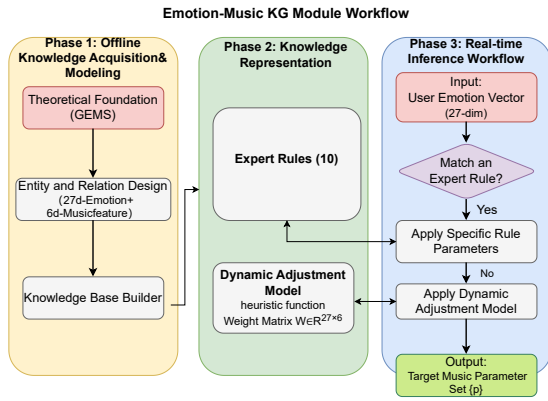 Emotion-Music KG Module Workflow
Phase 1: Offline
Knowledge Acquisition&
Modeling
Theoretical Foundation
(GEMS)
Entity and Relation Design
(27d-Emotion+
6d-Musicfeature)
Knowledge Base Builder
Phase 2: Knowledge
Representation
Expert Rules (10)
Dynamic Adjustment
Model
heuristic function
Weight Matrix W∈R²⁷ˣ⁶
Phase 3: Real-time
Inference Workflow
Input:
User Emotion Vector
(27-dim)
Match an
Expert Rule?
Yes
Apply Specific Rule
Parameters
No
Apply Dynamic
Adjustment Model
Output:
Target Music Parameter
Set {p}